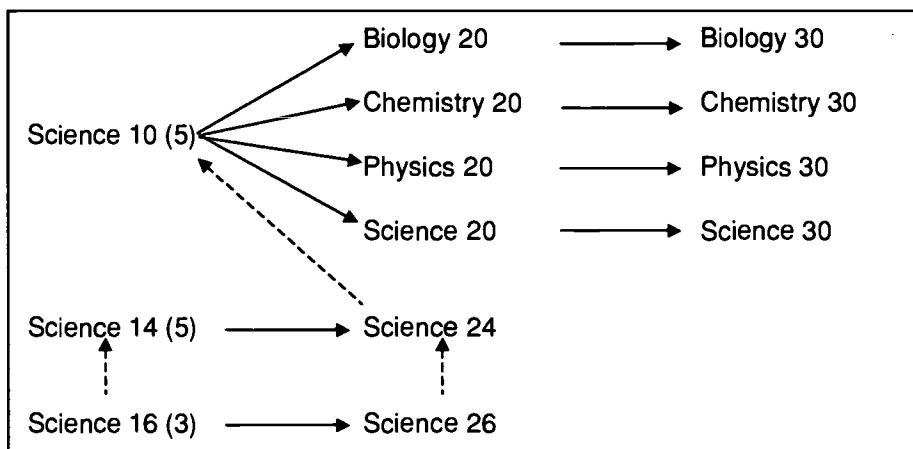 Biology 20 Biology 30
Chemistry 20 Chemistry 30
Science 10 (5)
Physics 20 Physics 30
Science 20 Science 30
Science 14 (5) Science 24
Science 16 (3) Science 26